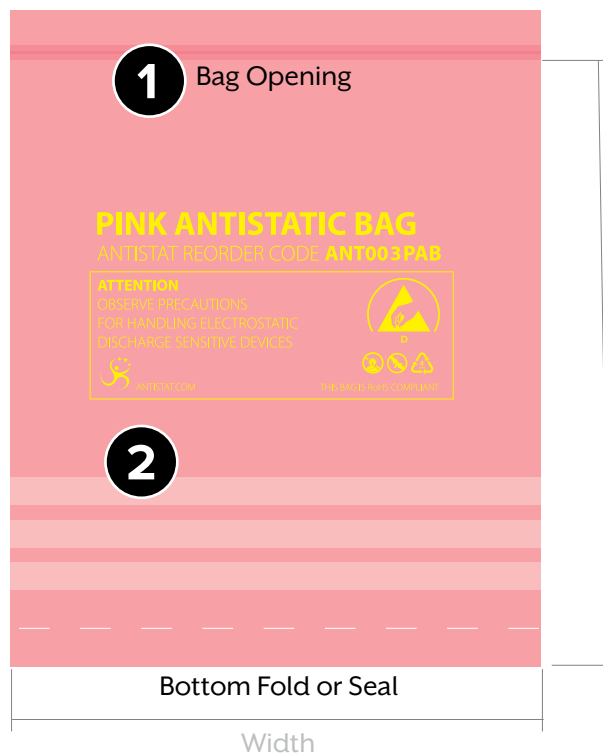 1
Bag Opening
PINK ANTISTATIC BAG
ANTISTAT REORDER CODE ANT003PAB
ATTENTION
OBSERVE PRECAUTIONS
FOR HANDLING ELECTROSTATIC
DISCHARGE SENSITIVE DEVICES
D
ANTISTAT.COM
THIS BAG IS RoHS COMPLIANT
2
Bottom Fold or Seal
Width